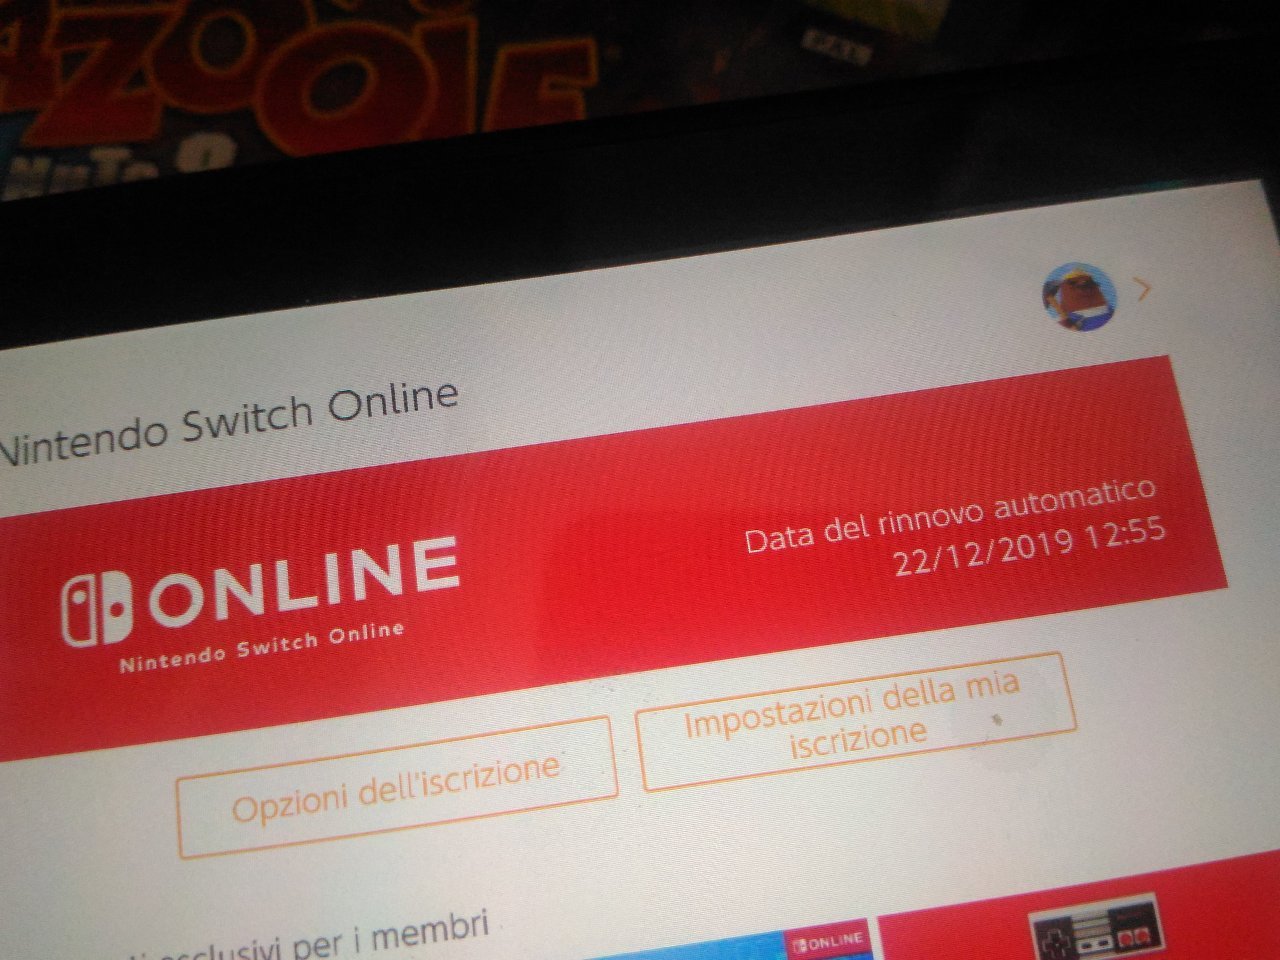 AZOOIE
NUTS
Nintendo Switch Online
ONLINE
Nintendo Switch Online
Data del rinnovo automatico
22/12/2019 12:55
Opzioni dell'iscrizione
Impostazioni della mia
iscrizione
esclusivi per i membri
ONLINE